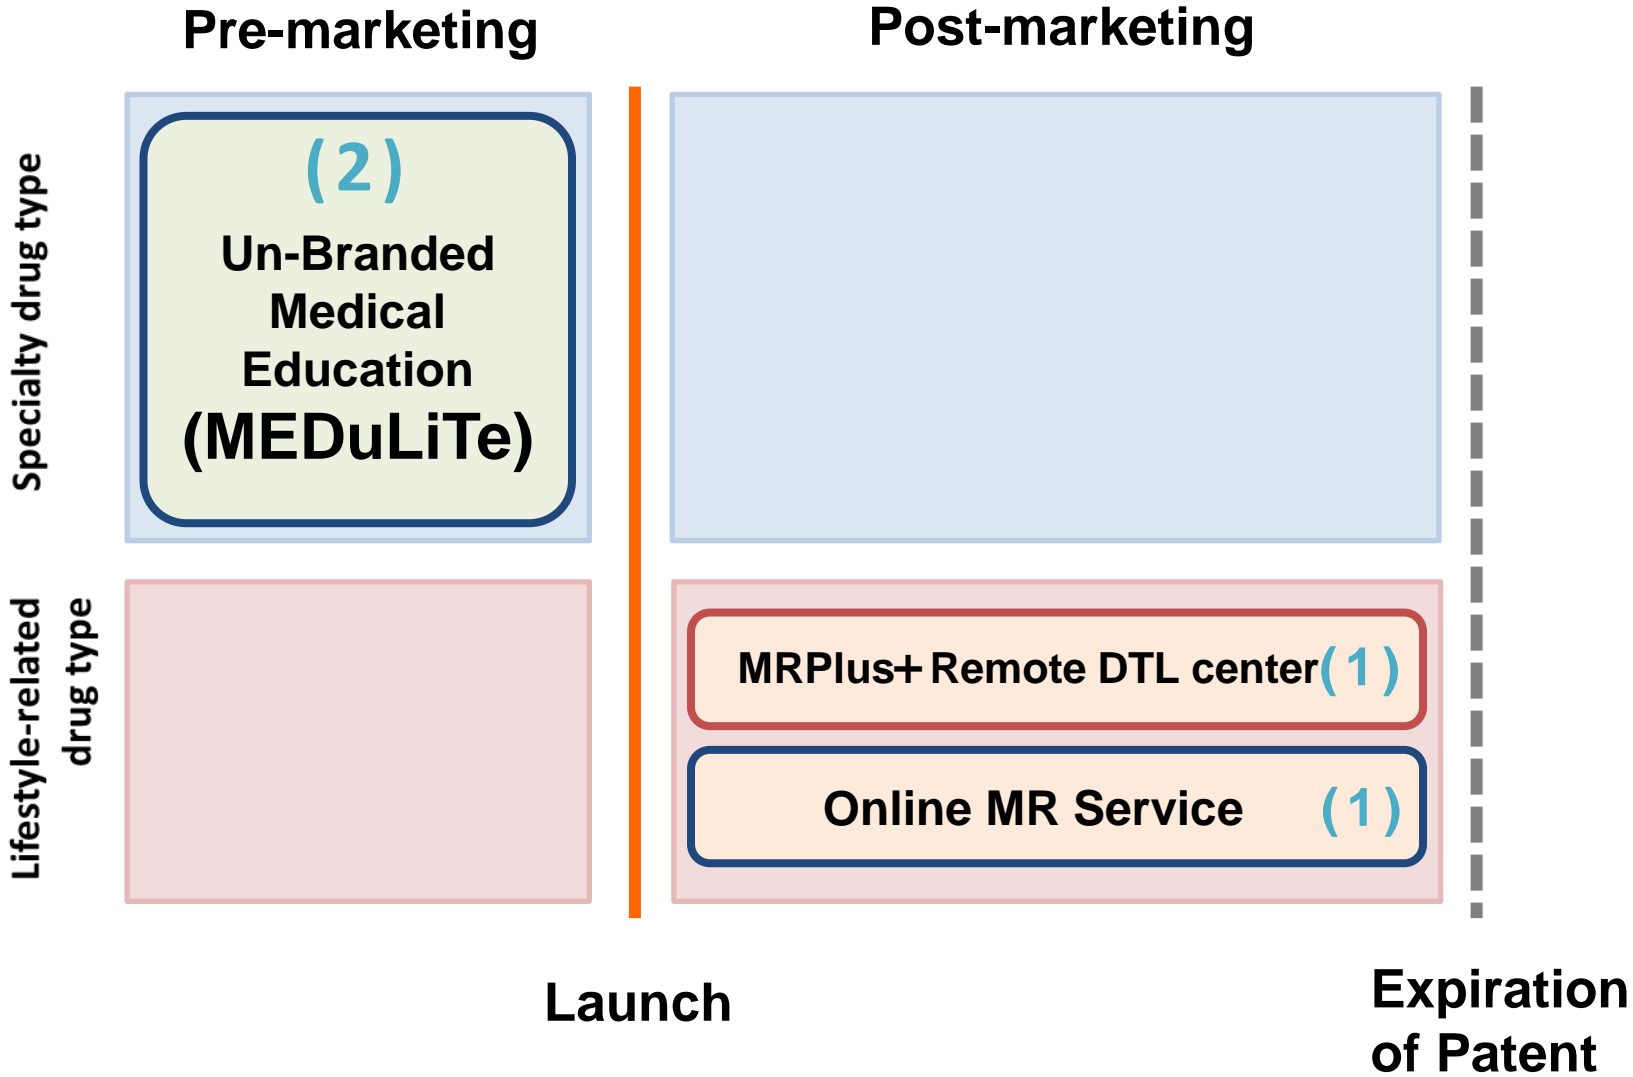 Pre-marketing
Post-marketing
Specialty drug type
(2)
Un-Branded
Medical
Education
(MEDuLiTe)
Lifestyle-related
drug type
MRPlus+Remote DTL center(1)
Online MR Service (1)
Launch
Expiration
of Patent